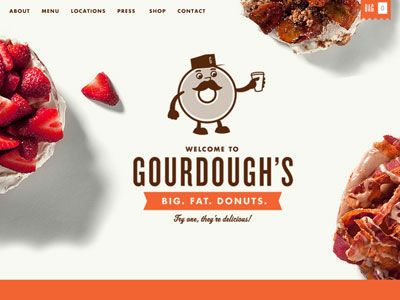 ABOUT MENU LOCATIONS PRESS SHOP CONTACT
BAG 0
WELCOME TO
GOURDOUGH'S
BIG. FAT. DONUTS.
Try one, they're delicious!